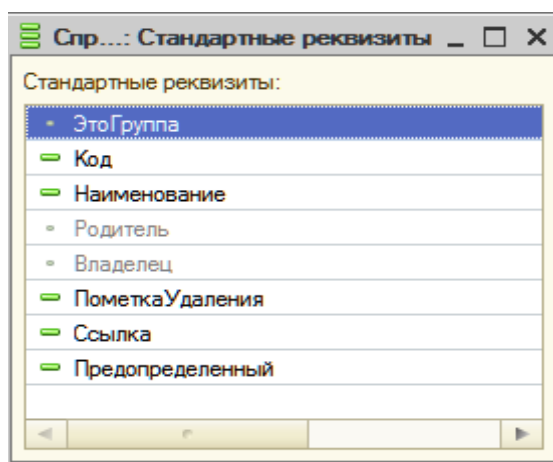 Спр...: Стандартные реквизиты
Стандартные реквизиты:
ЭтоГруппа
Код
Наименование
Родитель
Владелец
ПометкаУдаления
Ссылка
Предопределенный